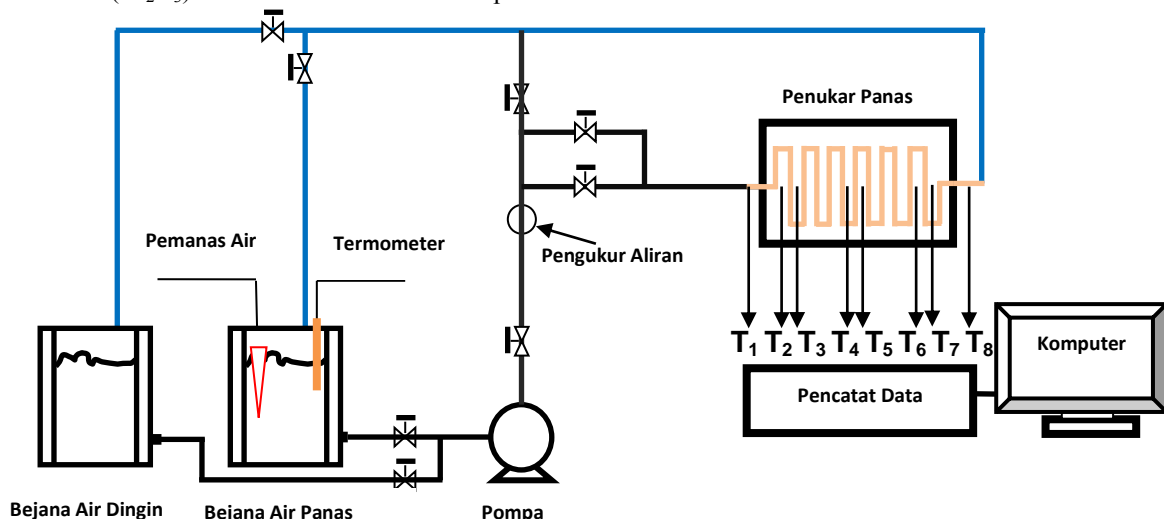 Penukar Panas
Pemanas Air
Termometer
Pengukur Aliran
T1 T2 T3 T4 T5 T6 T7 T8
Komputer
Pencatat Data
Bejana Air Dingin
Bejana Air Panas
Pompa